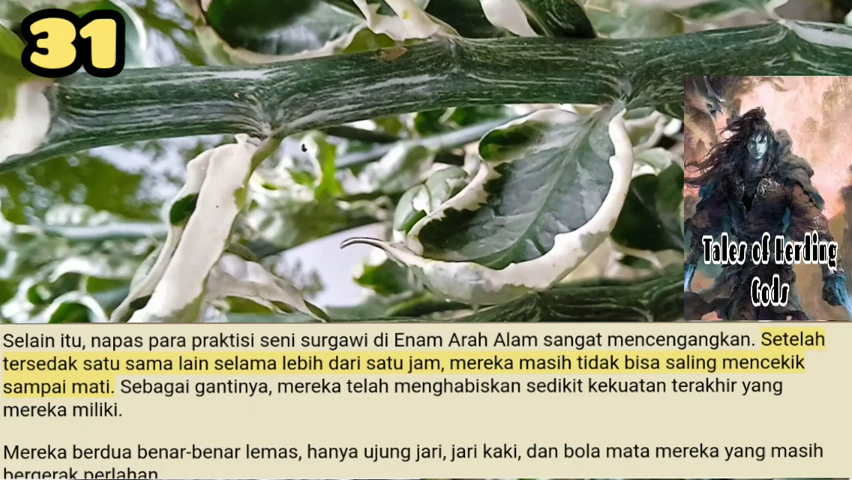 31
Tales of Herding
Gods
Selain itu, napas para praktisi seni surgawi di Enam Arah Alam sangat mencengangkan. Setelah
tersedak satu sama lain selama lebih dari satu jam, mereka masih tidak bisa saling mencekik
sampai mati. Sebagai gantinya, mereka telah menghabiskan sedikit kekuatan terakhir yang
mereka miliki.
Mereka berdua benar-benar lemas, hanya ujung jari, jari kaki, dan bola mata mereka yang masih
bergerak perlahan.